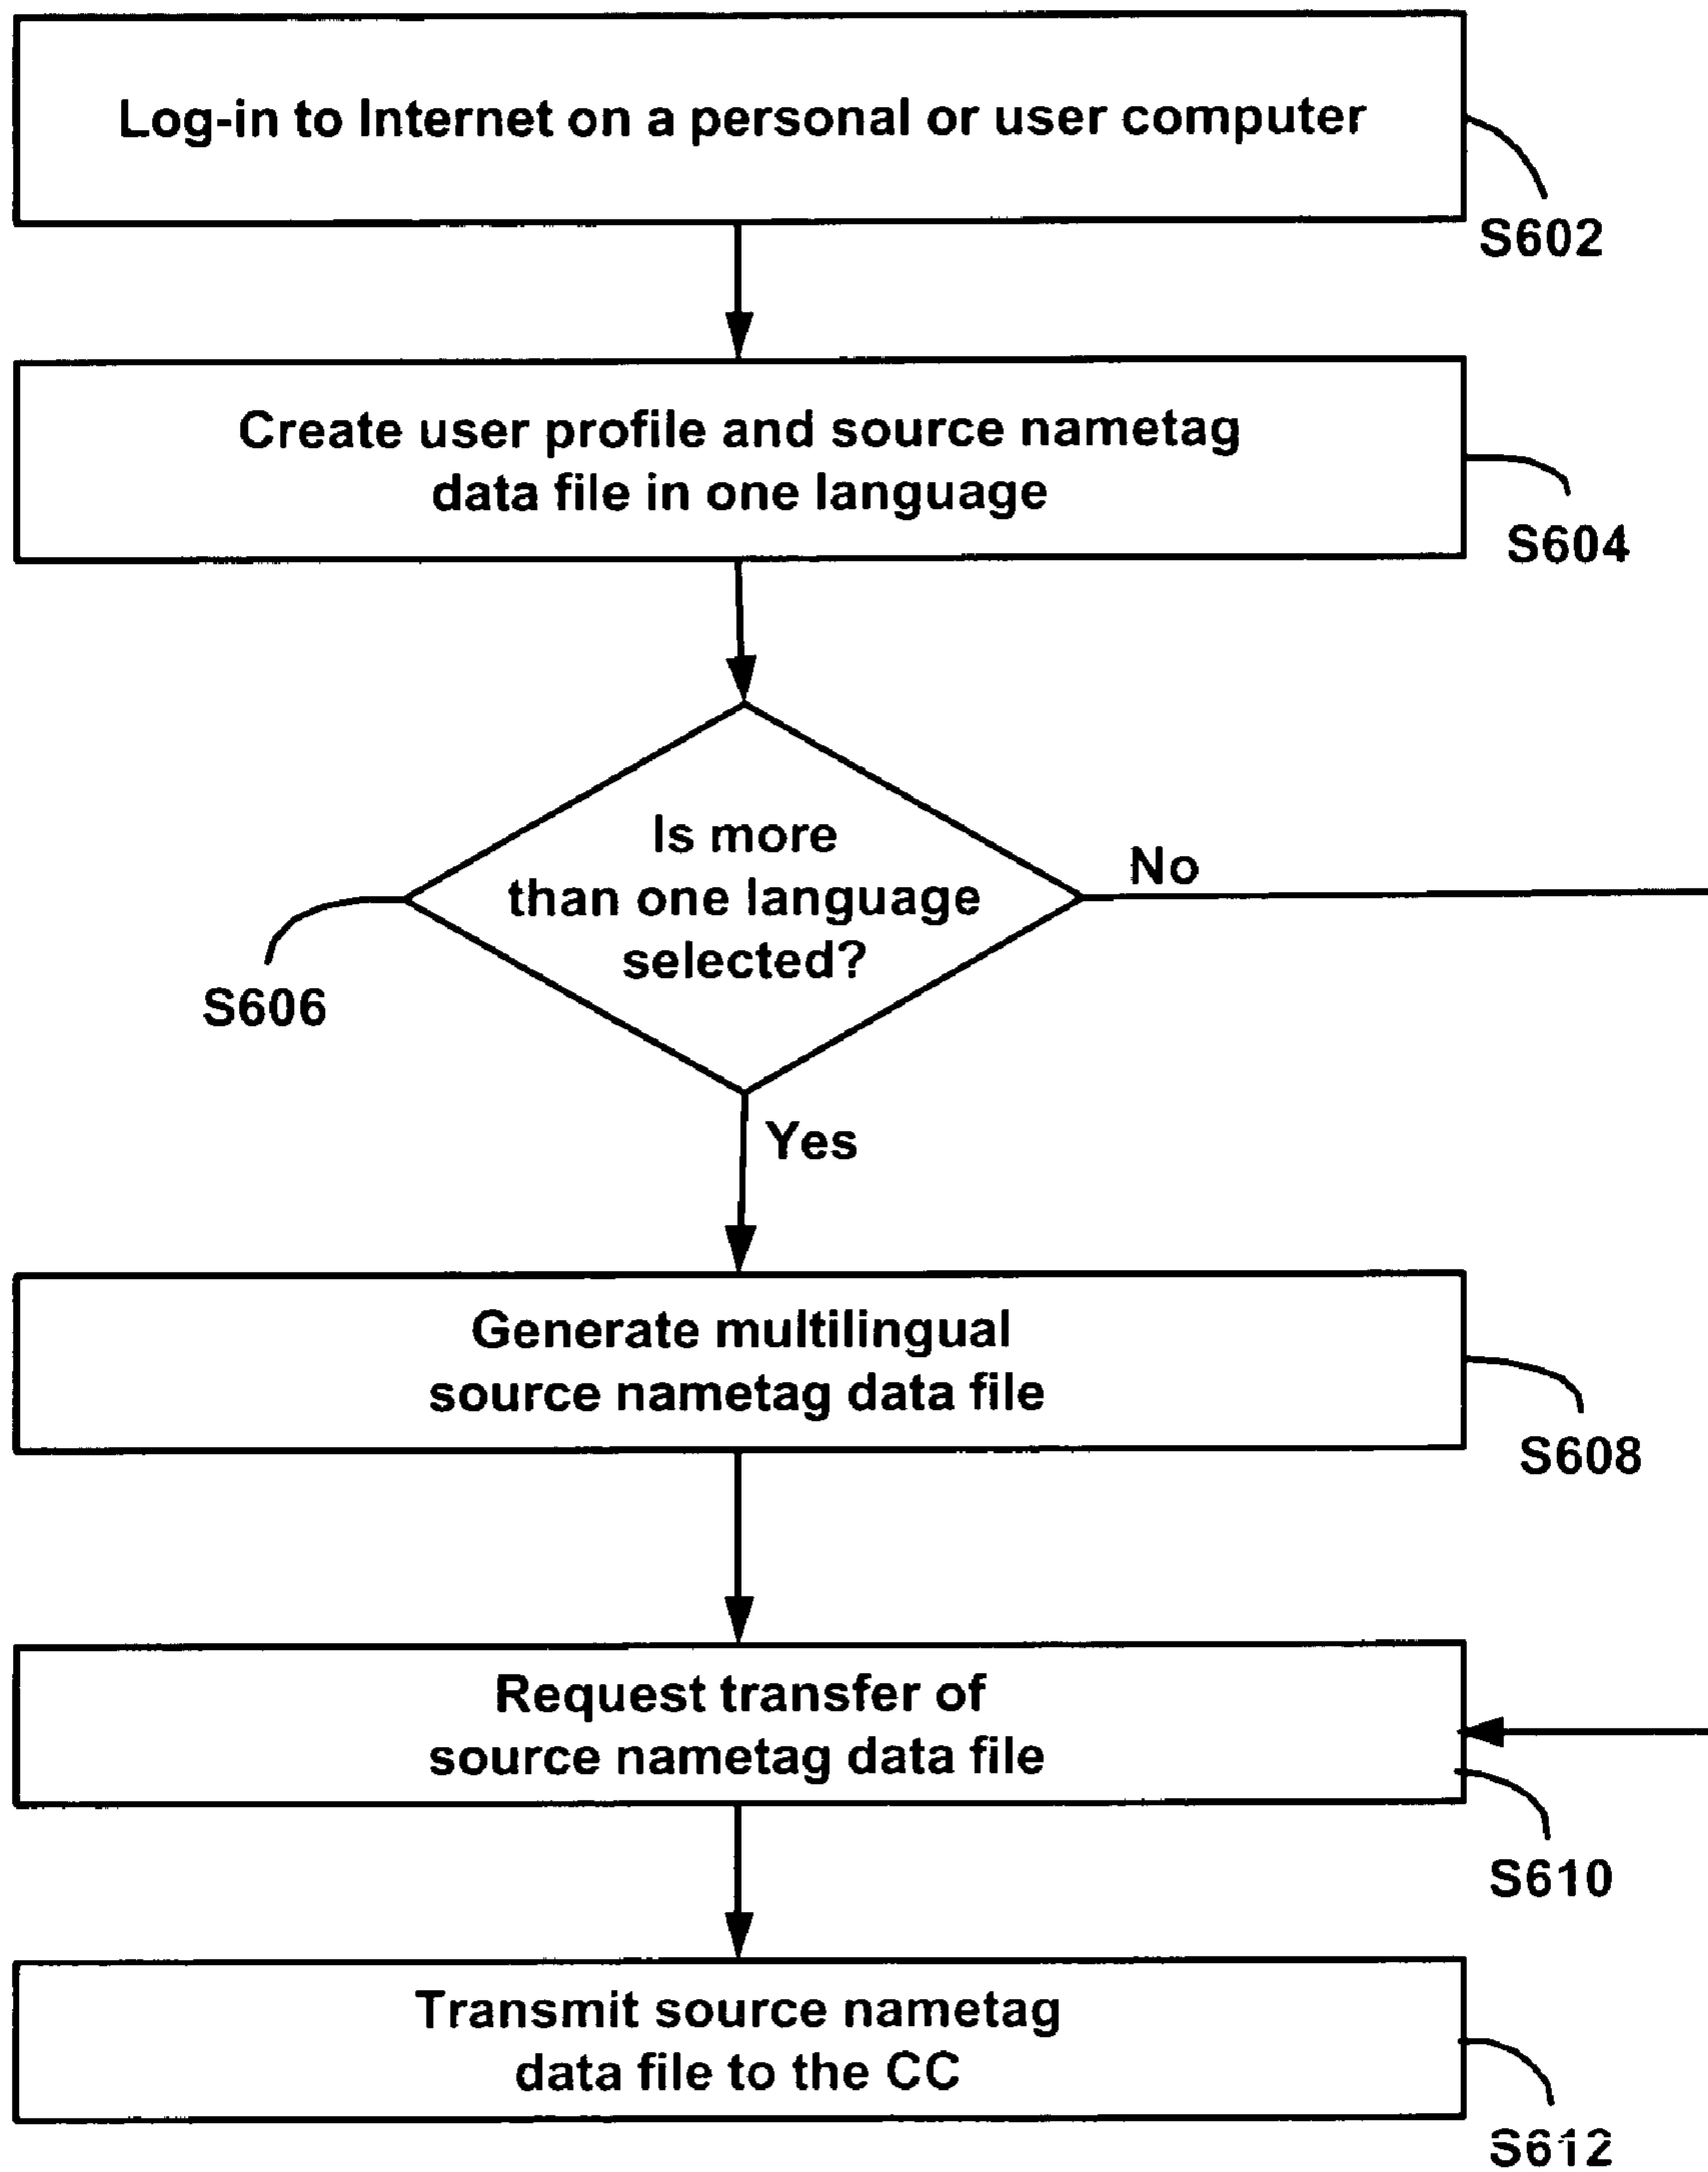 Log-in to Internet on a personal or user computer
S602
Create user profile and source nametag
data file in one language
S604
Is more
than one language
selected?
No
S606
Yes
Generate multilingual
source nametag data file
S608
Request transfer of
source nametag data file
S610
Transmit source nametag
data file to the CC
S612